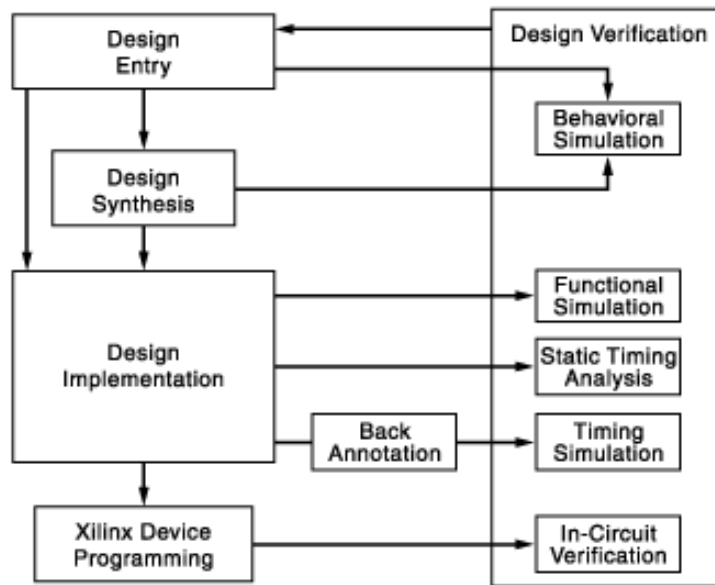 Design
Entry
Design Verification
Behavioral
Simulation
Design
Synthesis
Functional
Simulation
Design
Implementation
Static Timing
Analysis
Back
Annotation
Timing
Simulation
Xilinx Device
Programming
In-Circuit
Verification